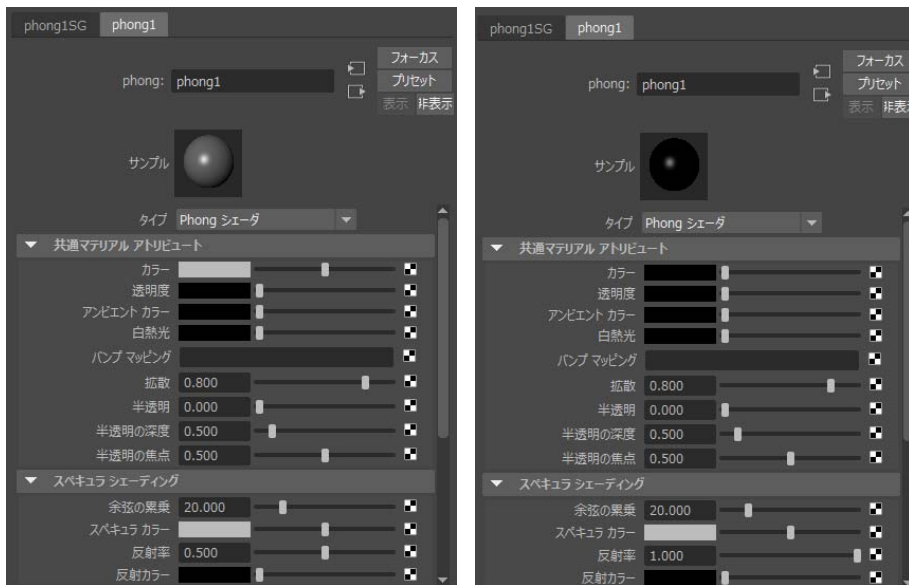 phong1SG phong1
フォーカス
プリセット
表示 非表示
phong: phong1
サンプル
タイプ Phong シェーダ
共通マテリアル アトリビュート
カラー
透明度
アンビエント カラー
白熱光
バンプ マッピング
拡散 0.800
半透明 0.000
半透明の深度 0.500
半透明の焦点 0.500
スペキュラ シェーディング
余弦の累乗 20.000
スペキュラ カラー
反射率 0.500
反射カラー
phong1SG phong1
フォーカス
プリセット
表示 非表示
phong: phong1
サンプル
タイプ Phong シェーダ
共通マテリアル アトリビュート
カラー
透明度
アンビエント カラー
白熱光
バンプ マッピング
拡散 0.800
半透明 0.000
半透明の深度 0.500
半透明の焦点 0.500
スペキュラ シェーディング
余弦の累乗 20.000
スペキュラ カラー
反射率 1.000
反射カラー